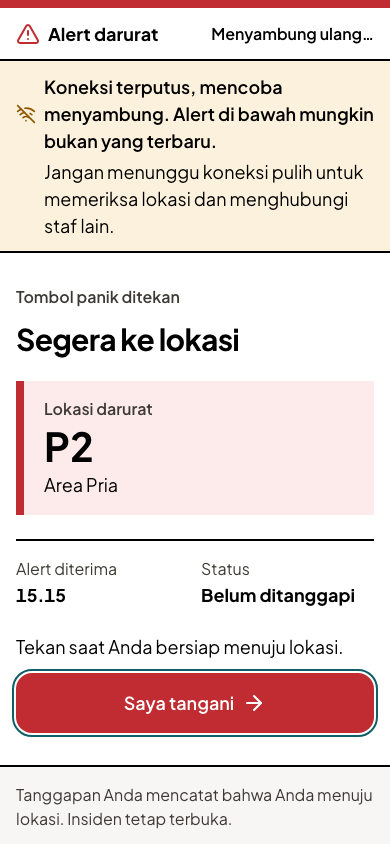 Alert darurat
Menyambung ulang…
Koneksi terputus, mencoba
menyambung. Alert di bawah mungkin
bukan yang terbaru.
Jangan menunggu koneksi pulih untuk
memeriksa lokasi dan menghubungi
staf lain.
Tombol panik ditekan
Segera ke lokasi
Lokasi darurat
P2
Area Pria
Alert diterima
15.15
Status
Belum ditanggapi
Tekan saat Anda bersiap menuju lokasi.
Saya tangani
Tanggapan Anda mencatat bahwa Anda menuju
lokasi. Insiden tetap terbuka.